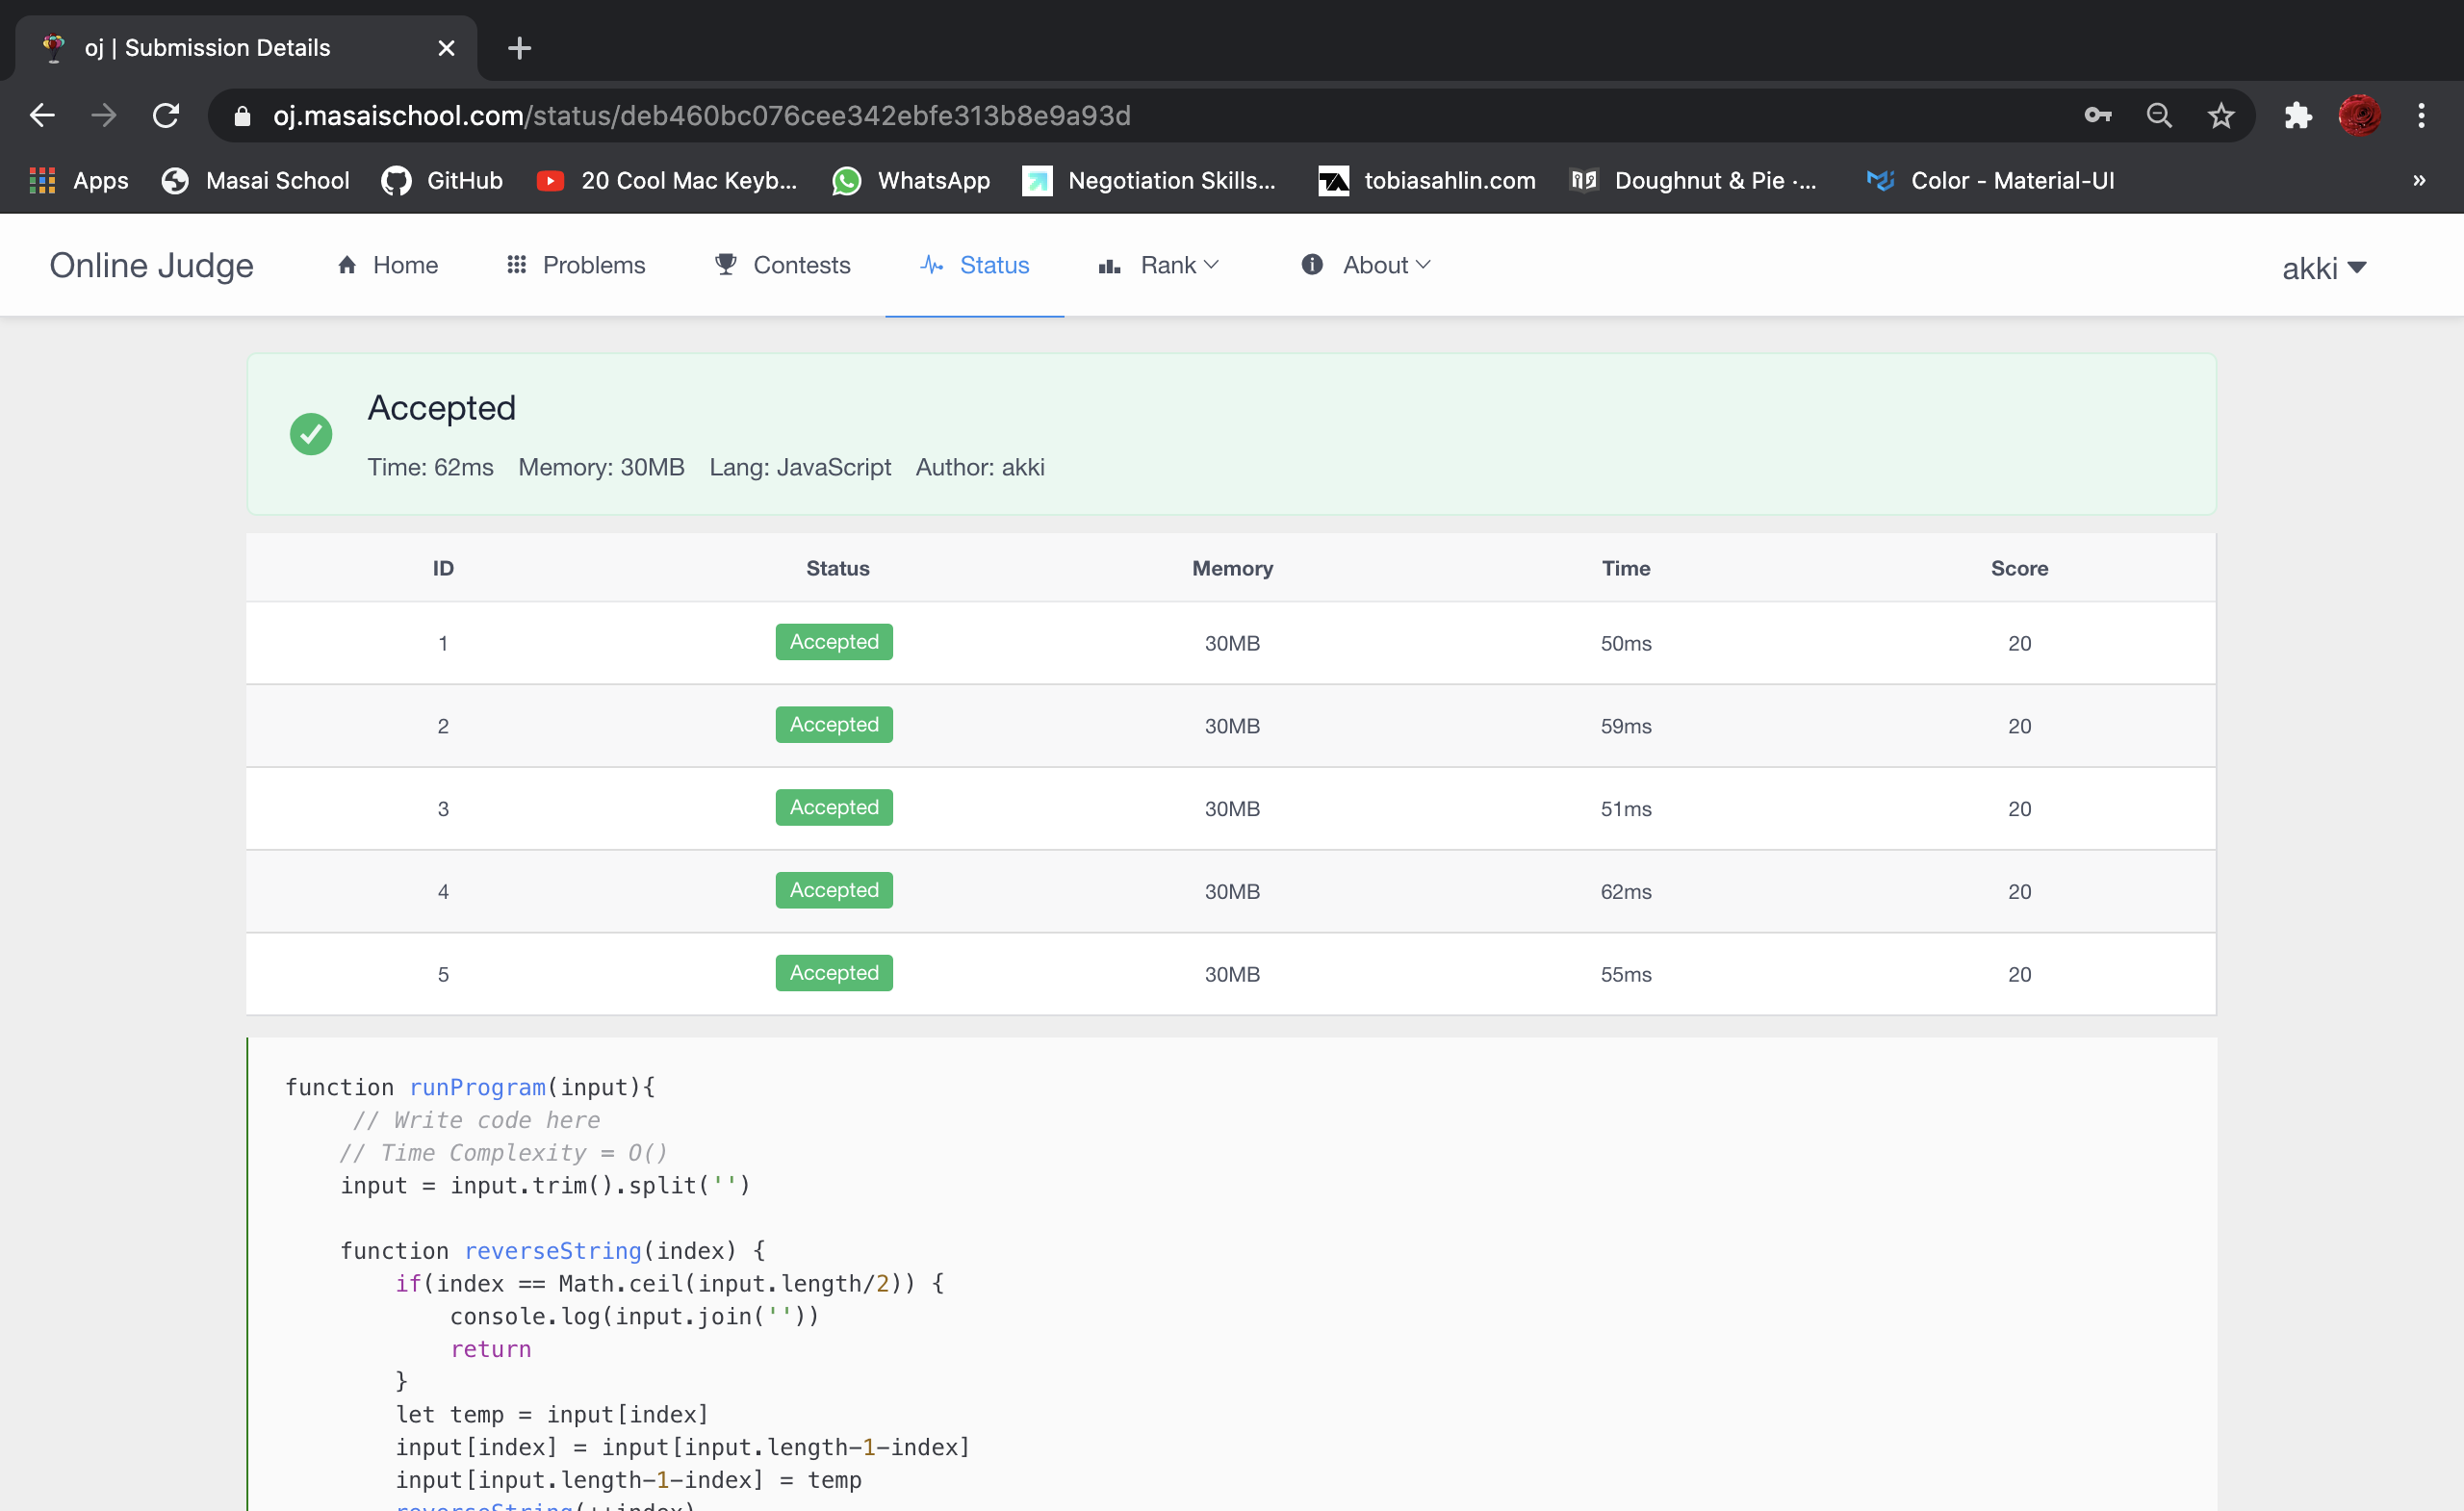 oj | Submission Details
oj.masaischool.com/status/deb460bc076cee342ebfe313b8e9a93d
Apps Masai School GitHub 20 Cool Mac Keyb... WhatsApp Negotiation Skills... tobiasahlin.com Doughnut & Pie ·... Color - Material-UI »
Online Judge Home Problems Contests Status Rank About akki
Accepted
Time: 62ms Memory: 30MB Lang: JavaScript Author: akki
ID Status Memory Time Score
1 Accepted 30MB 50ms 20
2 Accepted 30MB 59ms 20
3 Accepted 30MB 51ms 20
4 Accepted 30MB 62ms 20
5 Accepted 30MB 55ms 20
function runProgram(input){
// Write code here
// Time Complexity = O()
input = input.trim().split('')
function reverseString(index) {
if(index == Math.ceil(input.length/2)) {
console.log(input.join(''))
return
}
let temp = input[index]
input[index] = input[input.length-1-index]
input[input.length-1-index] = temp
reverseString(++index)